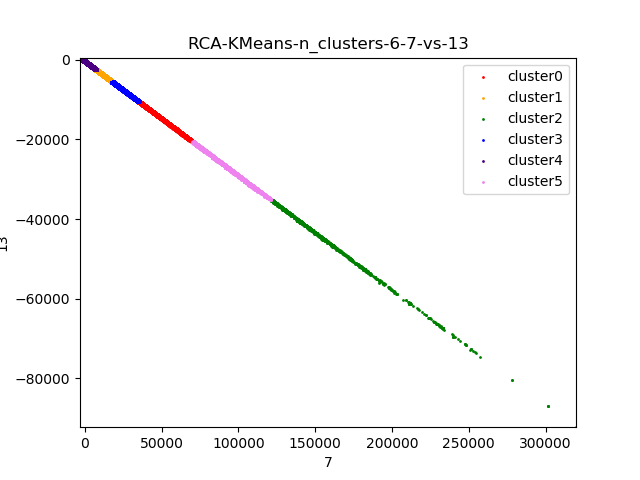 RCA-KMeans-n_clusters-6-7-vs-13
cluster0
cluster1
cluster2
cluster3
cluster4
cluster5
0
−20000
−40000
−60000
−80000
13
0
50000
100000
150000
200000
250000
300000
7